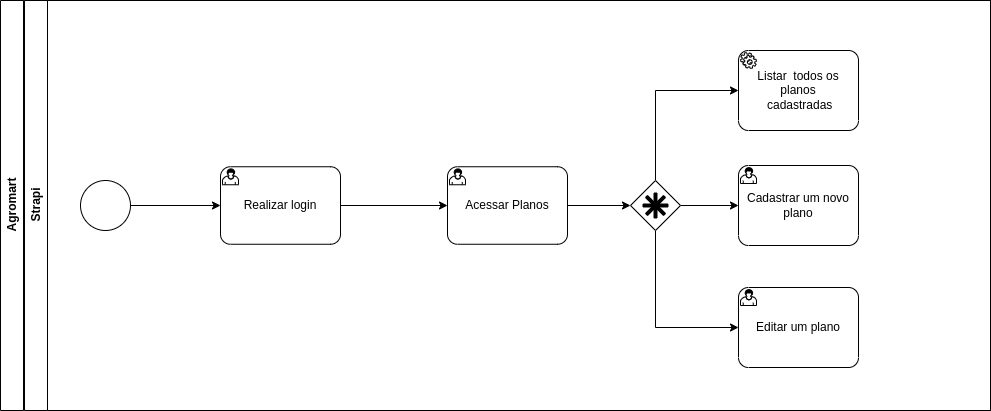 Agromart
Strapi
Realizar login
Acessar Planos
Listar todos os
planos
cadastradas
Cadastrar um novo
plano
Editar um plano